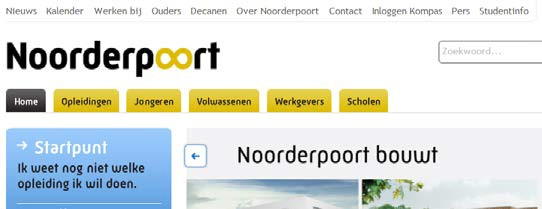 Nieuws Kalender Werken bij Ouders Decanen Over Noorderpoort Contact Inloggen Kompas Pers Studentinfo
Noorderpoort
Zoekwoord...
Home Opleidingen Jongeren Volwassenen Werkgevers Scholen
Startpunt
Ik weet nog niet welke
opleiding ik wil doen.
Noorderpoort bouwt